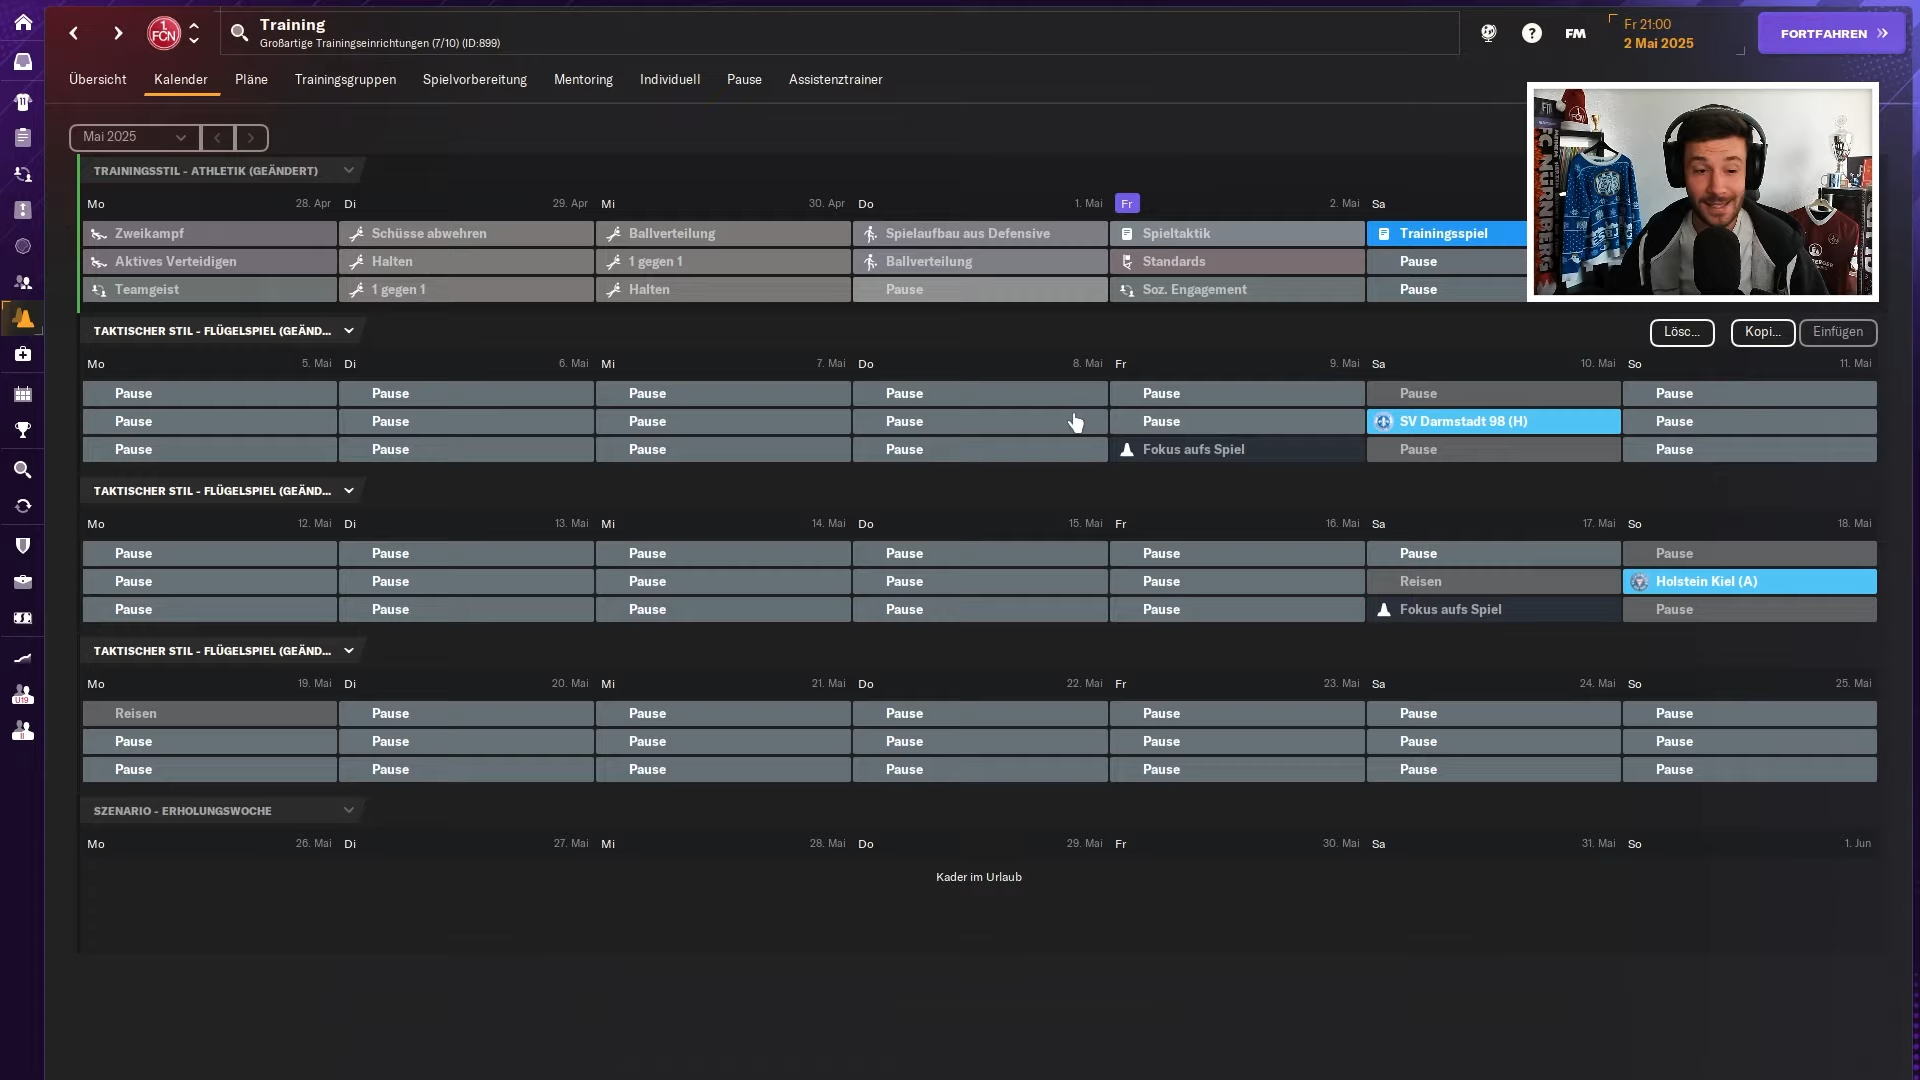 Training
Großartige Trainingseinrichtungen (7/10) (ID:899)
FM
Fr 21:00
2 Mai 2025
FORTFAHREN
Übersicht Kalender Pläne Trainingsgruppen Spielvorbereitung Mentoring Individuell Pause Assistenztrainer
Mai 2025
TRAININGSSTIL - ATHLETIK (GEÄNDERT)
Mo 28. Apr Di 29. Apr Mi 30. Apr Do 1. Mai Fr 2. Mai Sa
Zweikampf Schüsse abwehren Ballverteilung Spielaufbau aus Defensive Spieltaktik Trainingsspiel
Aktives Verteidigen Halten 1 gegen 1 Ballverteilung Standards Pause
Teamgeist 1 gegen 1 Halten Pause Soz. Engagement Pause
TAKTISCHER STIL - FLÜGELSPIEL (GEÄND... Lösc... Kopi... Einfügen
Mo 5. Mai Di 6. Mai Mi 7. Mai Do 8. Mai Fr 9. Mai Sa 10. Mai So 11. Mai
Pause Pause Pause Pause Pause Pause Pause
Pause Pause Pause Pause Pause SV Darmstadt 98 (H) Pause
Pause Pause Pause Pause Fokus aufs Spiel Pause Pause
TAKTISCHER STIL - FLÜGELSPIEL (GEÄND...
Mo 12. Mai Di 13. Mai Mi 14. Mai Do 15. Mai Fr 16. Mai Sa 17. Mai So 18. Mai
Pause Pause Pause Pause Pause Pause Pause
Pause Pause Pause Pause Pause Reisen Holstein Kiel (A)
Pause Pause Pause Pause Pause Fokus aufs Spiel Pause
TAKTISCHER STIL - FLÜGELSPIEL (GEÄND...
Mo 19. Mai Di 20. Mai Mi 21. Mai Do 22. Mai Fr 23. Mai Sa 24. Mai So 25. Mai
Reisen Pause Pause Pause Pause Pause Pause
Pause Pause Pause Pause Pause Pause Pause
Pause Pause Pause Pause Pause Pause Pause
SZENARIO - ERHOLUNGSWOCHE
Mo 26. Mai Di 27. Mai Mi 28. Mai Do 29. Mai Fr 30. Mai Sa 31. Mai So 1. Jun
Kader im Urlaub
1. FCN
U19
II
11
FC NÜRNBERG